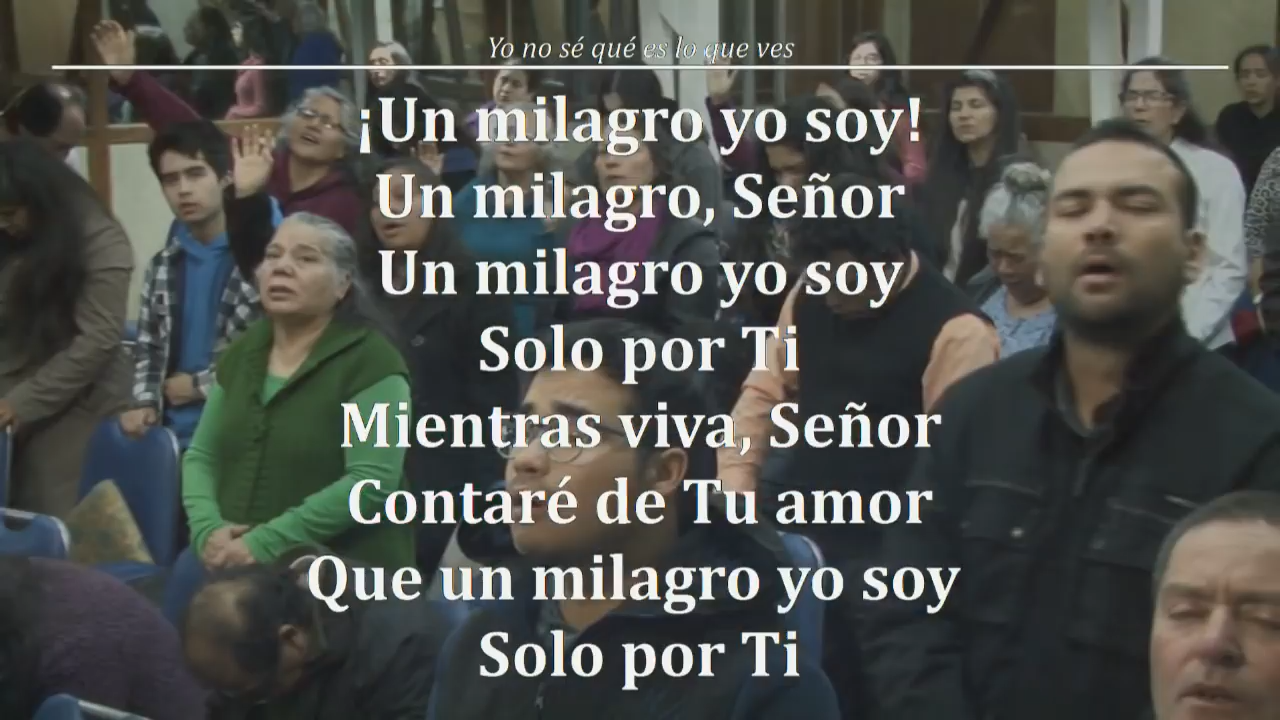 Yo no sé qué es lo que ves
¡Un milagro yo soy!
Un milagro, Señor
Un milagro yo soy
Solo por Ti
Mientras viva, Señor
Contaré de Tu amor
Que un milagro yo soy
Solo por Ti